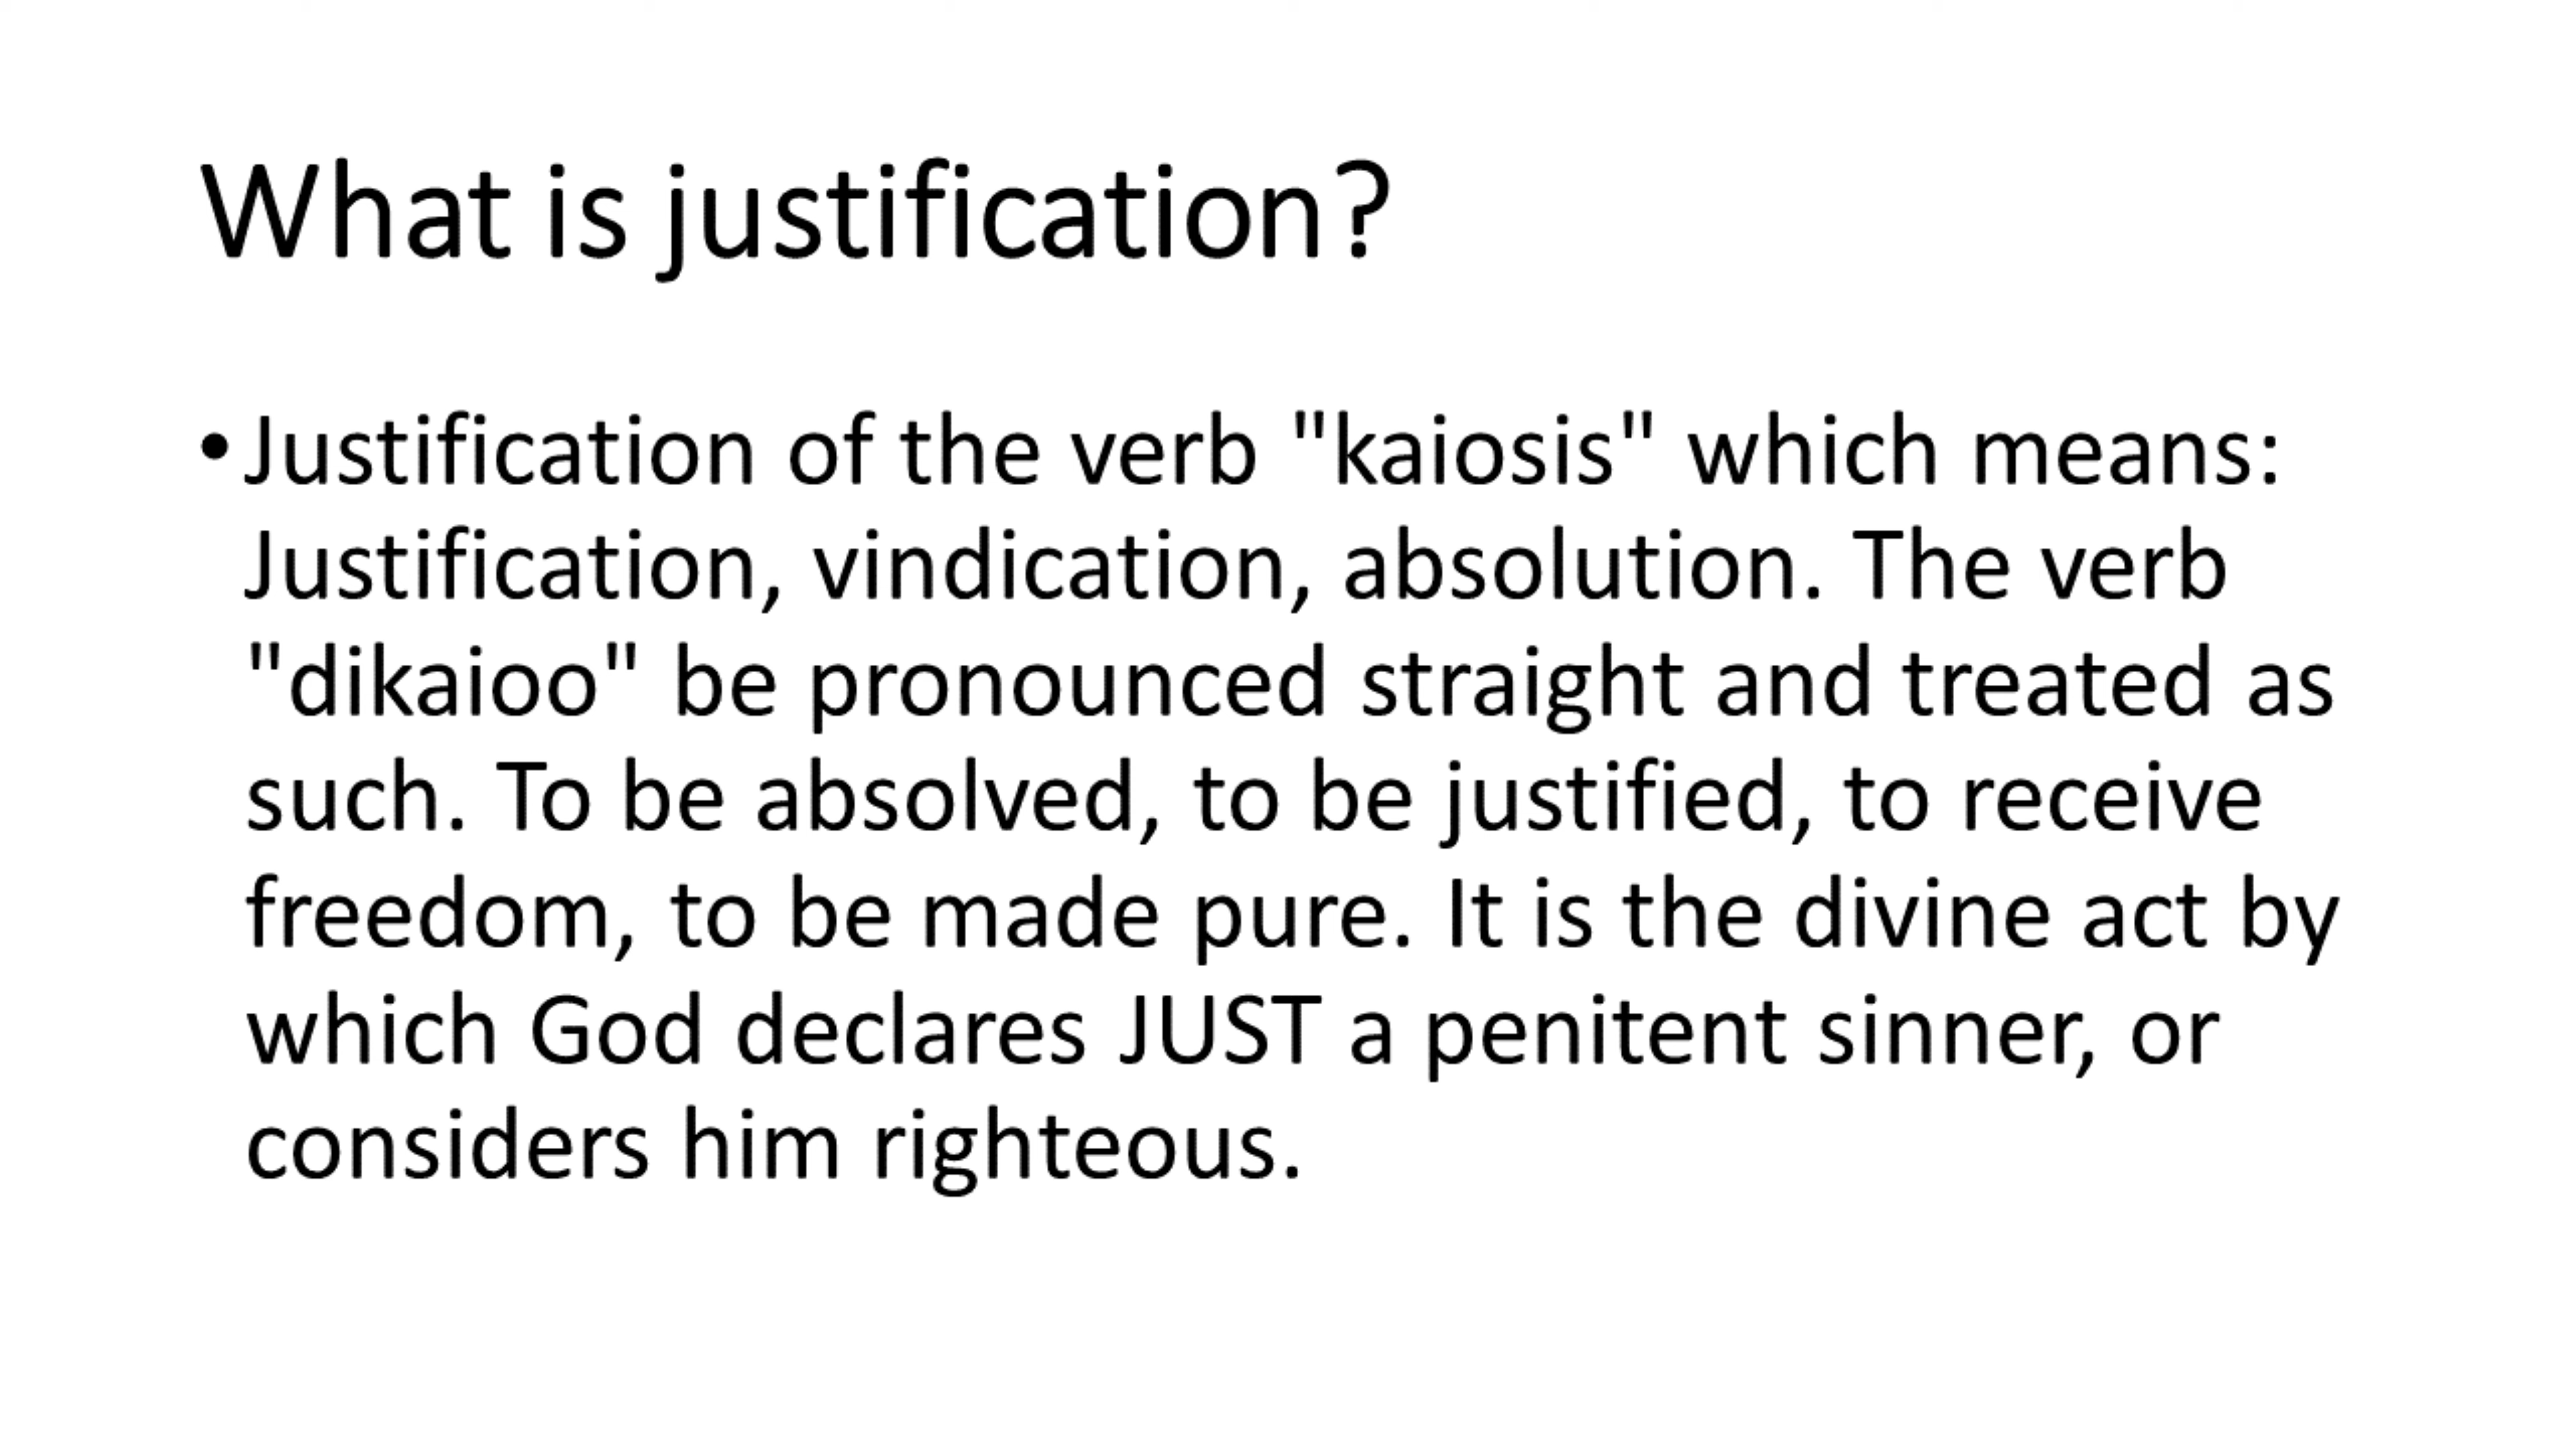 What is justification?
•Justification of the verb "kaiosis" which means:
Justification, vindication, absolution. The verb
"dikaioo" be pronounced straight and treated as
such. To be absolved, to be justified, to receive
freedom, to be made pure. It is the divine act by
which God declares JUST a penitent sinner, or
considers him righteous.